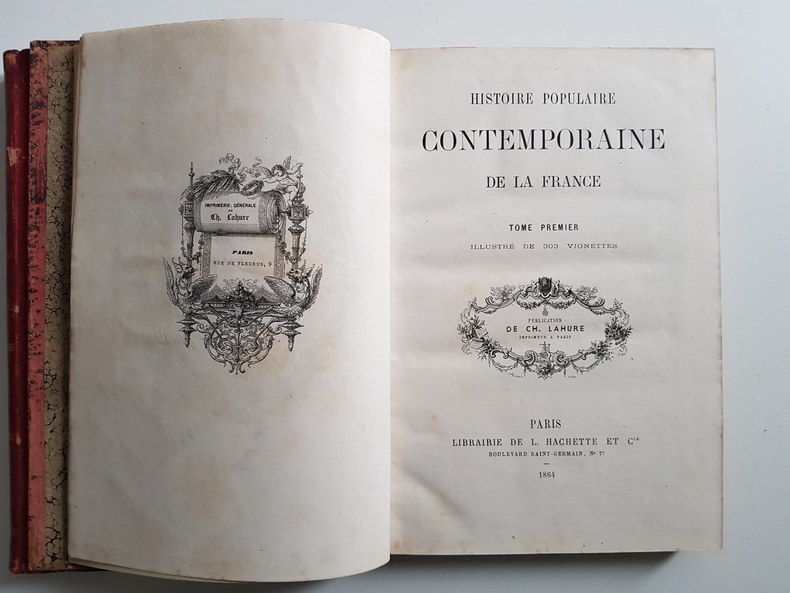 IMPRIMERIE GÉNÉRALE
DE
Ch. Lahure
PARIS
RUE DE FLEURUS, 9
HISTOIRE POPULAIRE
CONTEMPORAINE
DE LA FRANCE
TOME PREMIER
ILLUSTRÉ DE 303 VIGNETTES
PUBLICATION
DE CH. LAHURE
IMPRIMEUR A PARIS
PARIS
LIBRAIRIE DE L. HACHETTE ET Cie
BOULEVARD SAINT-GERMAIN, No 77
1864